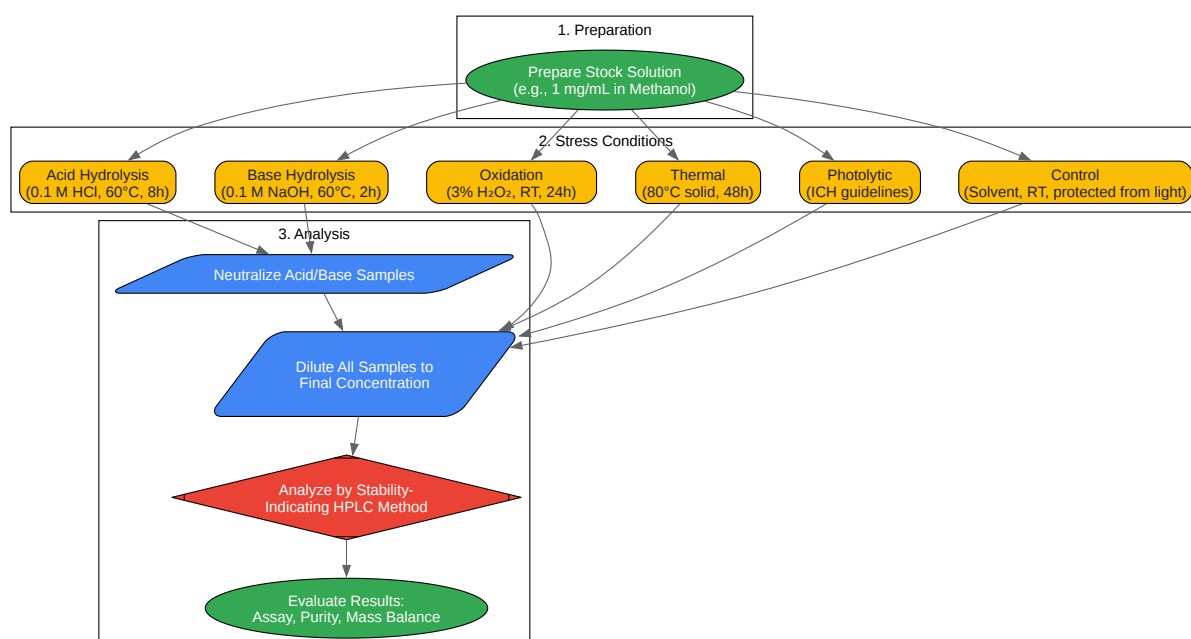 1. Preparation
Prepare Stock Solution
(e.g., 1 mg/mL in Methanol)
2. Stress Conditions
Acid Hydrolysis
(0.1 M HCl, 60°C, 8h)
Base Hydrolysis
(0.1 M NaOH, 60°C, 2h)
Oxidation
(3% H₂O₂, RT, 24h)
Thermal
(80°C solid, 48h)
Photolytic
(ICH guidelines)
Control
(Solvent, RT, protected from light)
3. Analysis
Neutralize Acid/Base Samples
Dilute All Samples to
Final Concentration
Analyze by Stability-
Indicating HPLC Method
Evaluate Results:
Assay, Purity, Mass Balance